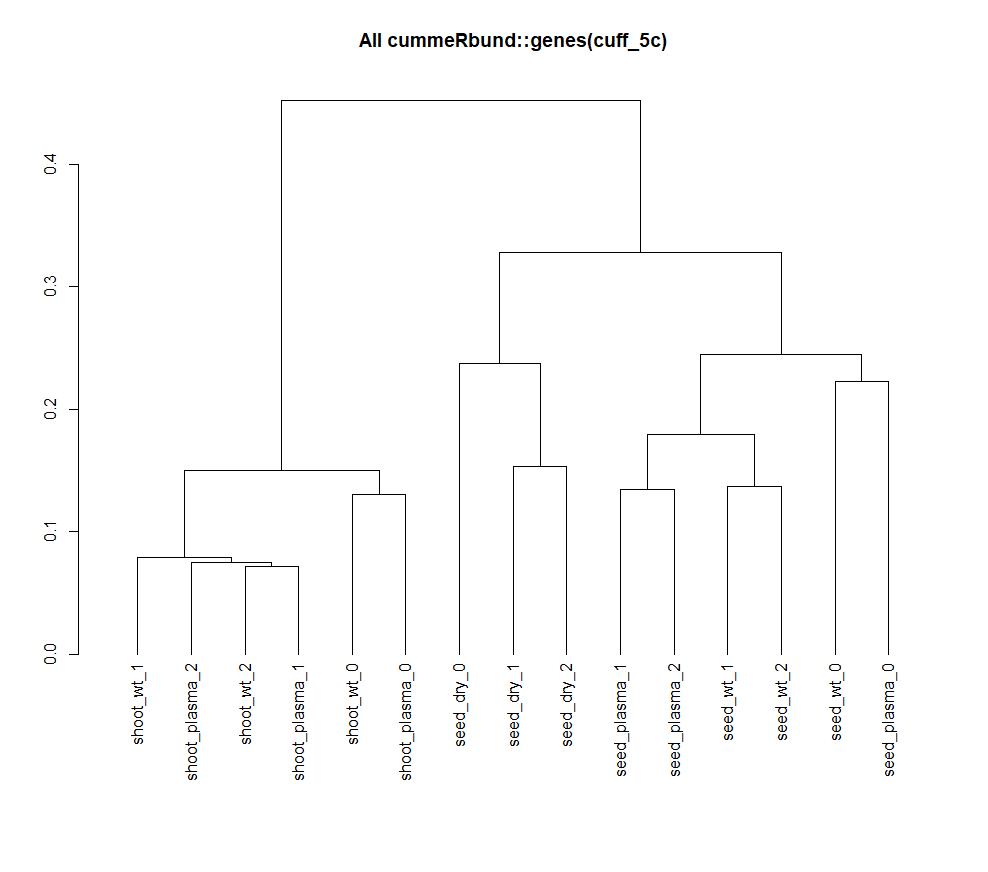 All cummeRbund::genes(cuff_5c)
0.4
0.3
0.2
0.1
0.0
shoot_wt_1
shoot_plasma_2
shoot_wt_2
shoot_plasma_1
shoot_wt_0
shoot_plasma_0
seed_dry_0
seed_dry_1
seed_dry_2
seed_plasma_1
seed_plasma_2
seed_wt_1
seed_wt_2
seed_wt_0
seed_plasma_0